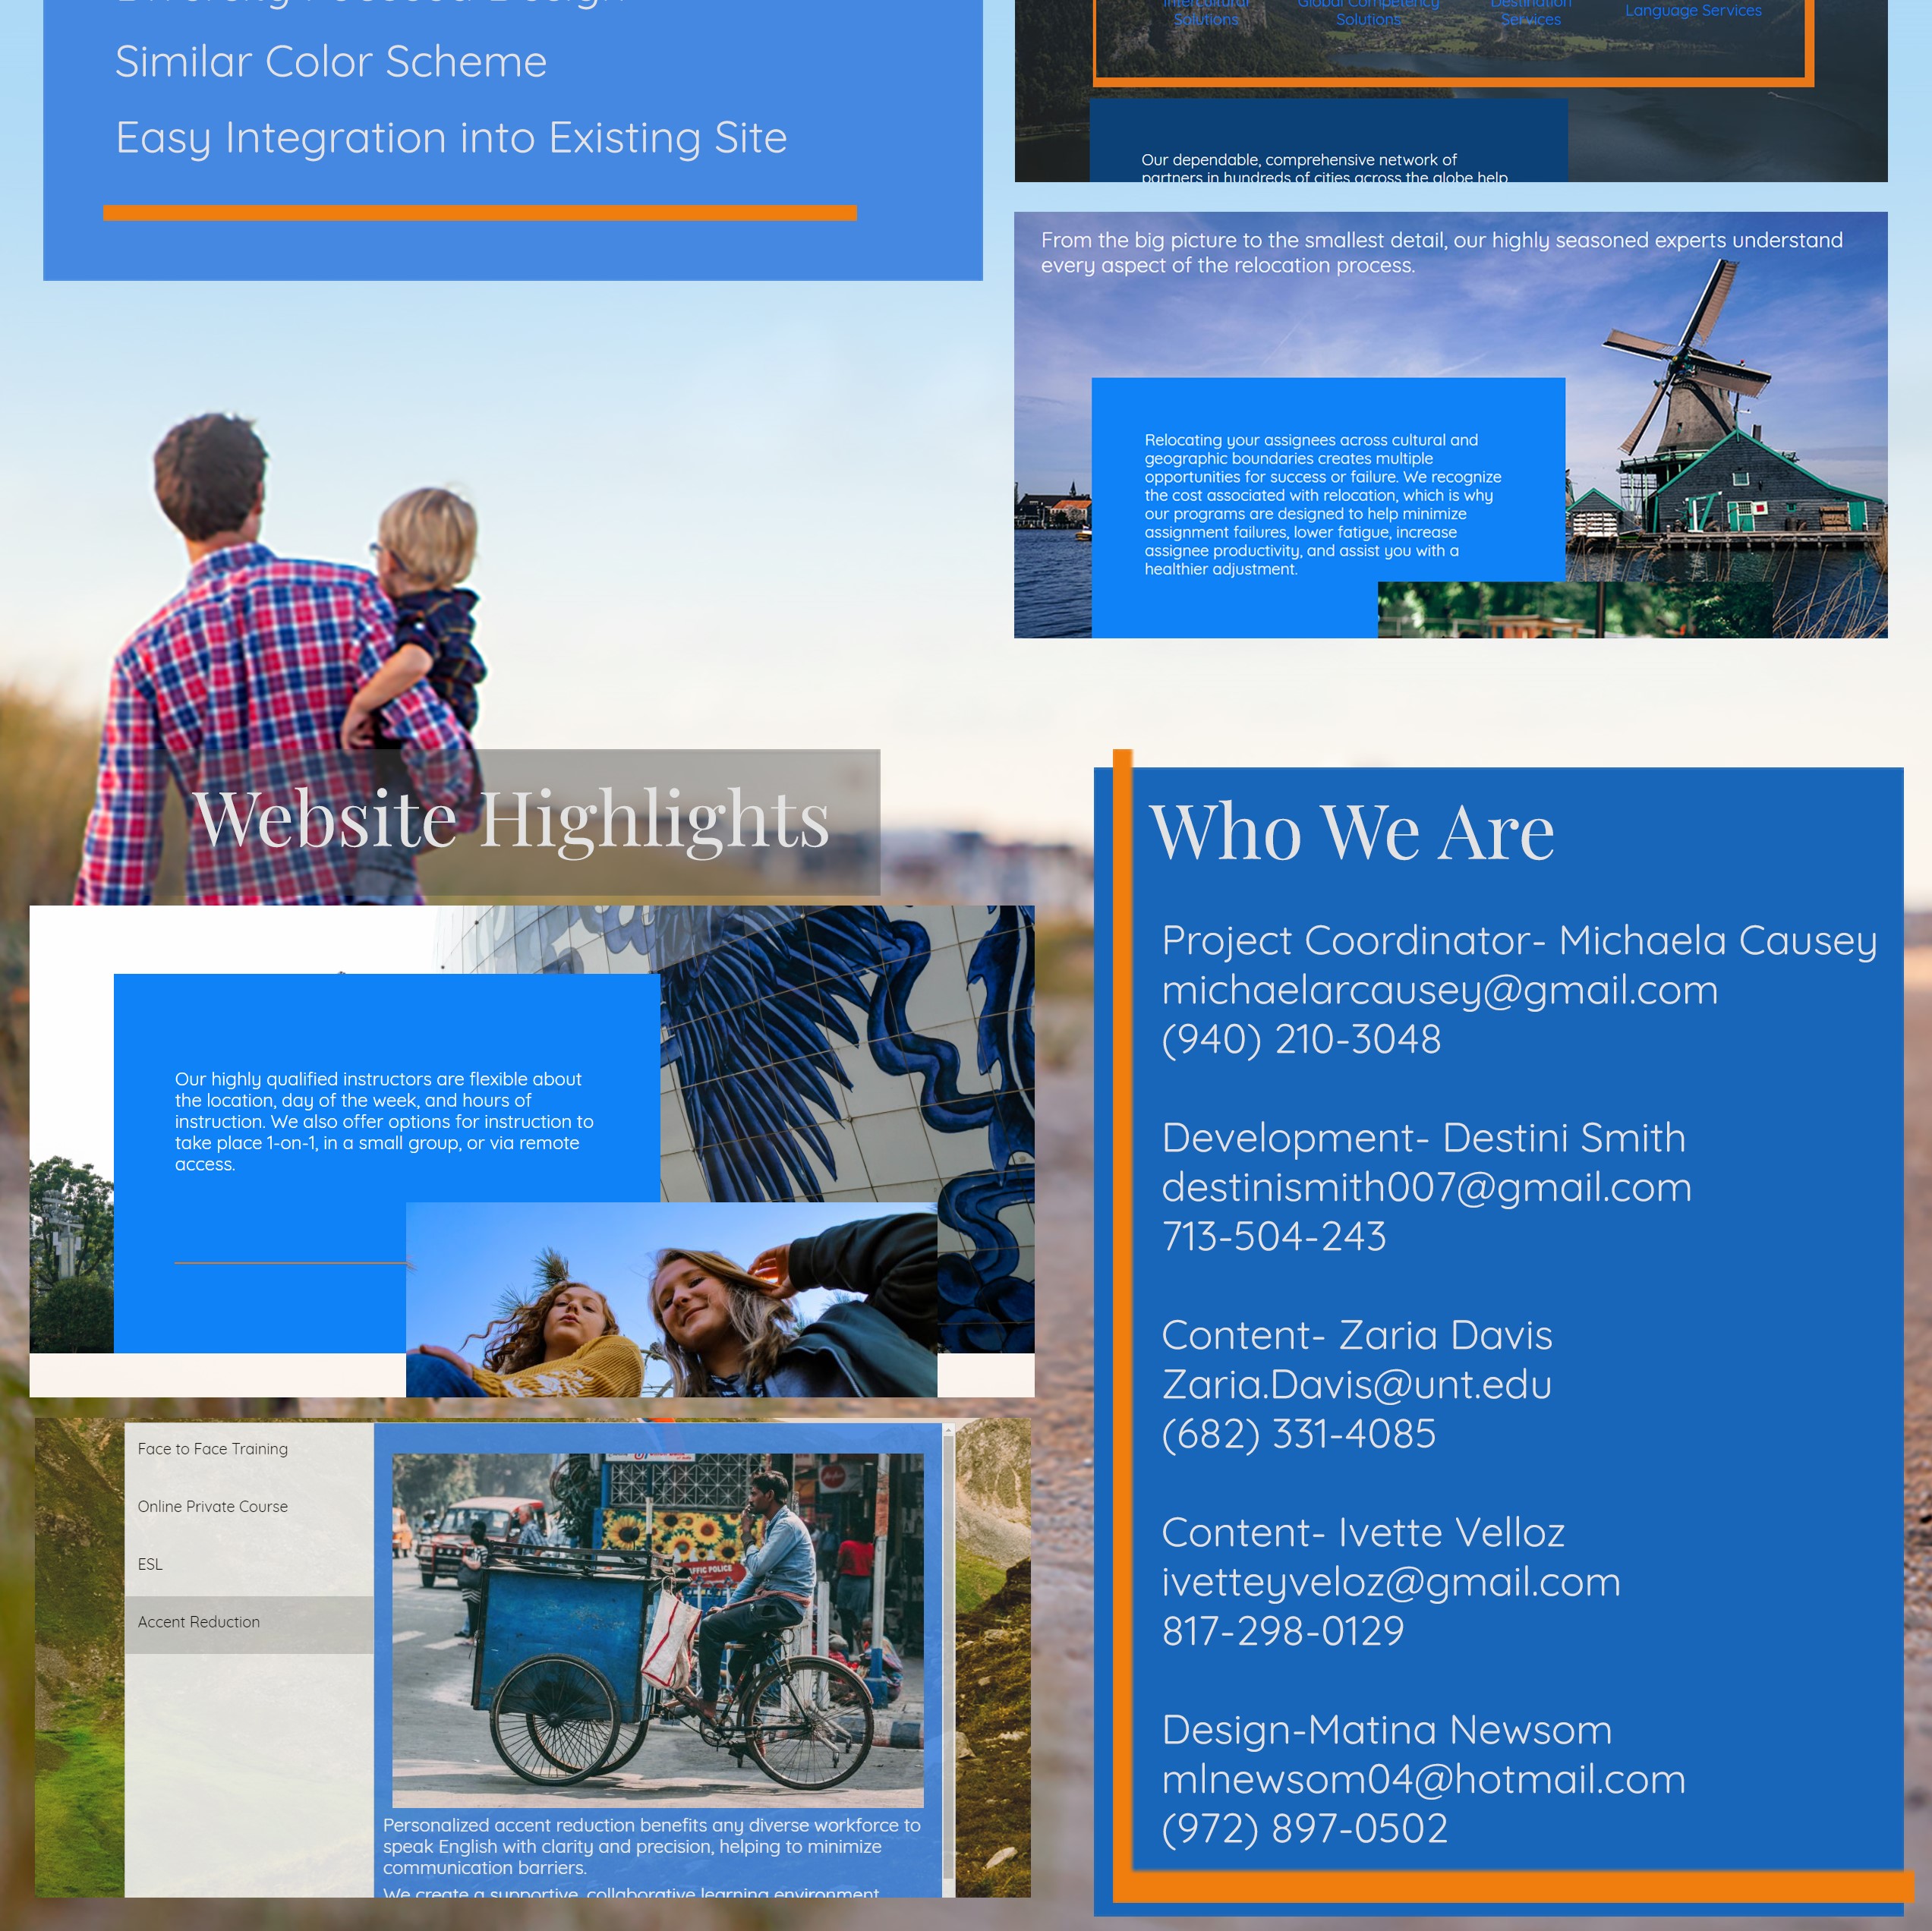 Diversity Focused Design
Similar Color Scheme
Easy Integration into Existing Site
Intercultural
Solutions
Global Competency
Solutions
Destination
Services
Language Services
Our dependable, comprehensive network of
partners in hundreds of cities across the globe help
From the big picture to the smallest detail, our highly seasoned experts understand
every aspect of the relocation process.
Relocating your assignees across cultural and
geographic boundaries creates multiple
opportunities for success or failure. We recognize
the cost associated with relocation, which is why
our programs are designed to help minimize
assignment failures, lower fatigue, increase
assignee productivity, and assist you with a
healthier adjustment.
Website Highlights
Our highly qualified instructors are flexible about
the location, day of the week, and hours of
instruction. We also offer options for instruction to
take place 1-on-1, in a small group, or via remote
access.
Face to Face Training
Online Private Course
ESL
Accent Reduction
TRAFFIC POLICE
Personalized accent reduction benefits any diverse workforce to
speak English with clarity and precision, helping to minimize
communication barriers.
We create a supportive, collaborative learning environment
Who We Are
Project Coordinator- Michaela Causey
michaelarcausey@gmail.com
(940) 210-3048
Development- Destini Smith
destinismith007@gmail.com
713-504-243
Content- Zaria Davis
Zaria.Davis@unt.edu
(682) 331-4085
Content- Ivette Velloz
ivetteyveloz@gmail.com
817-298-0129
Design-Matina Newsom
mlnewsom04@hotmail.com
(972) 897-0502